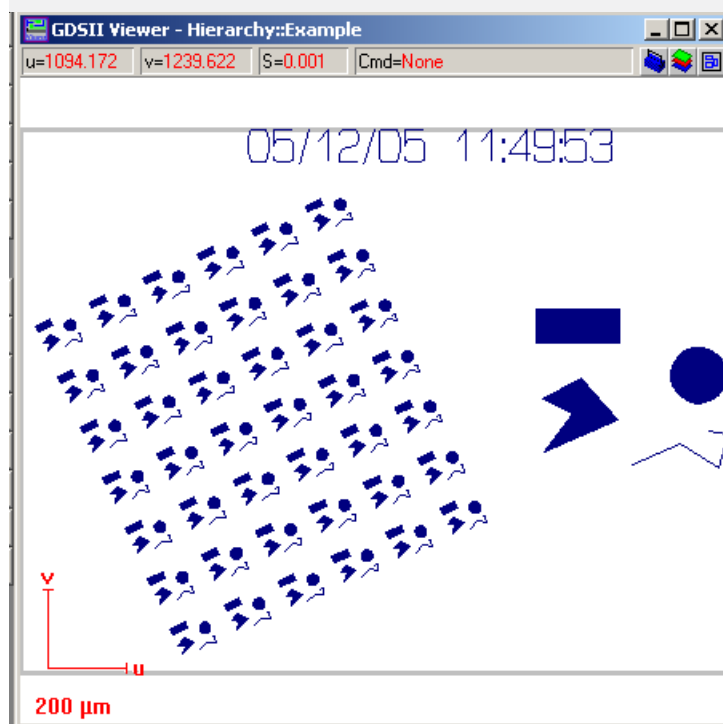 GDSII Viewer - Hierarchy::Example
u=1094.172 v=1239.622 S=0.001 Cmd=None
05/12/05 11:49:53
v
u
200 µm